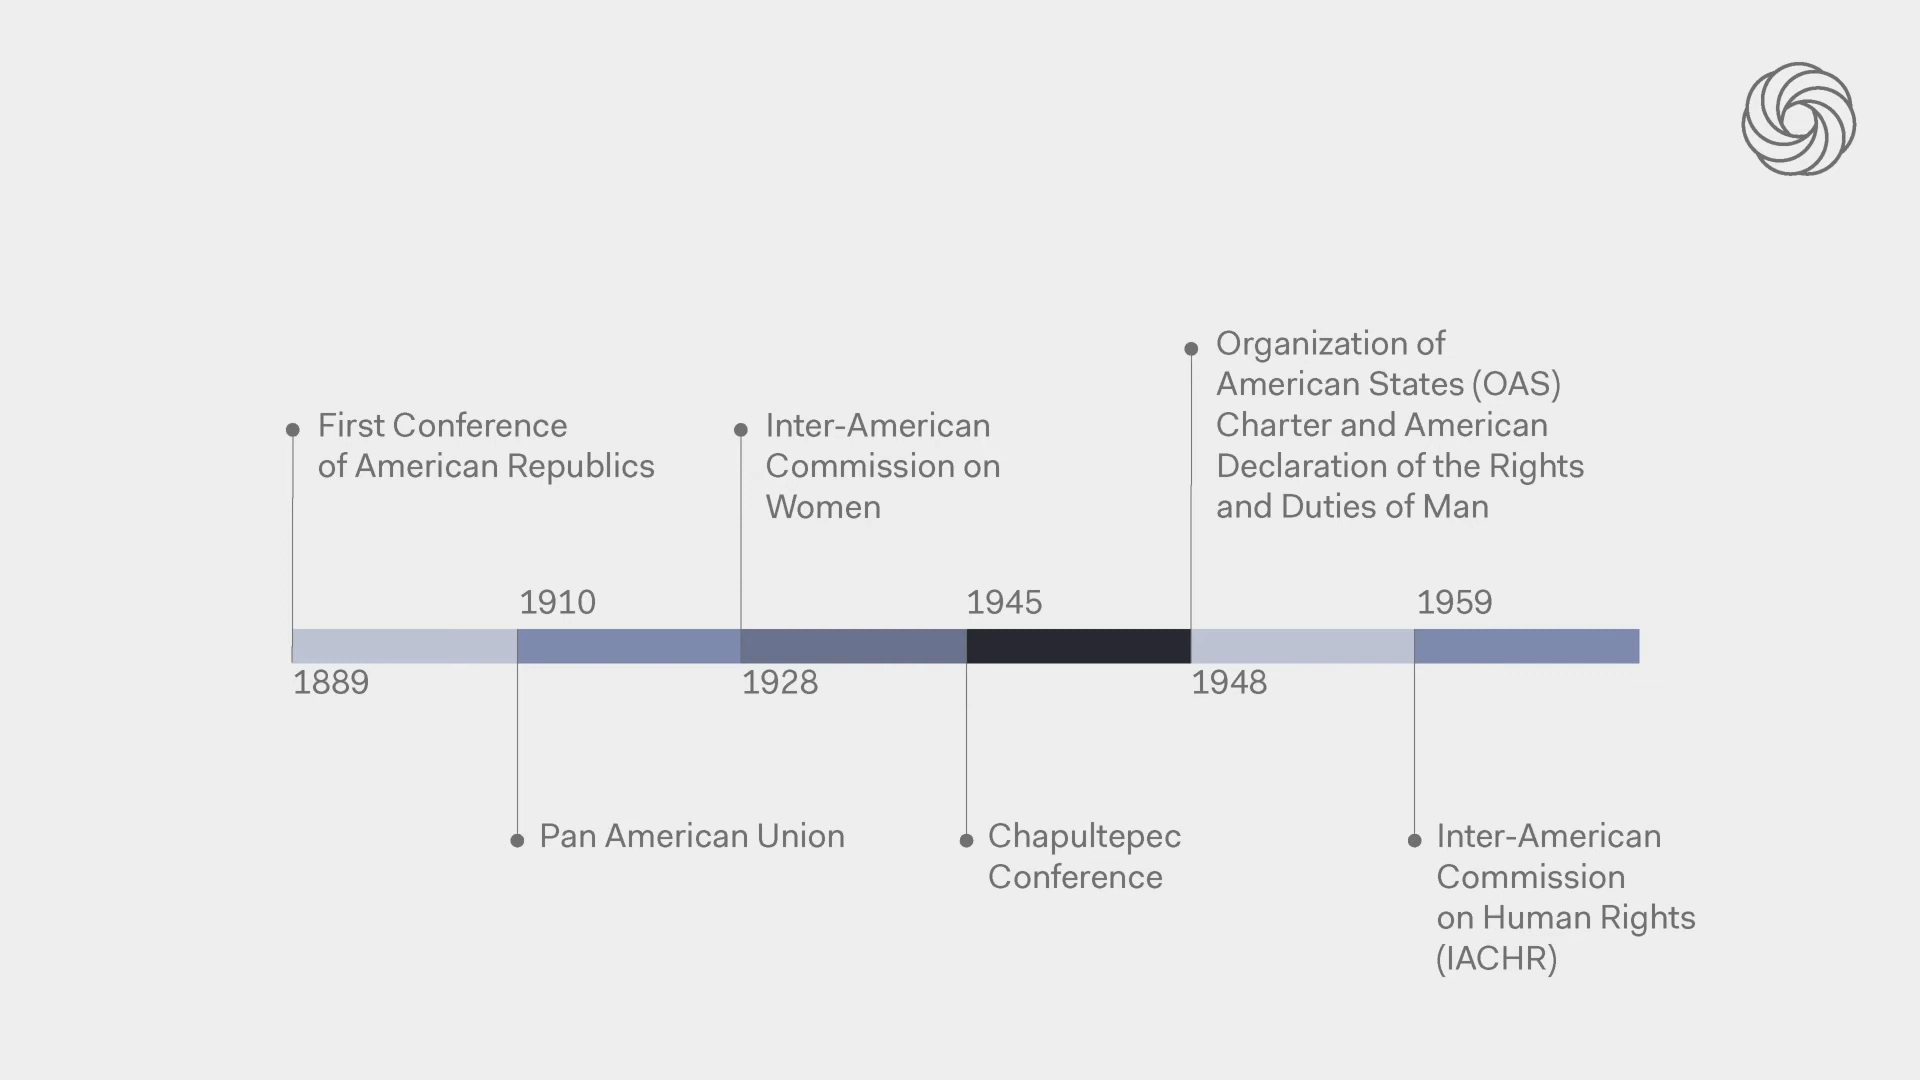 First Conference
of American Republics
Inter-American
Commission on
Women
Organization of
American States (OAS)
Charter and American
Declaration of the Rights
and Duties of Man
1910
1945
1959
1889
1928
1948
Pan American Union
Chapultepec
Conference
Inter-American
Commission
on Human Rights
(IACHR)